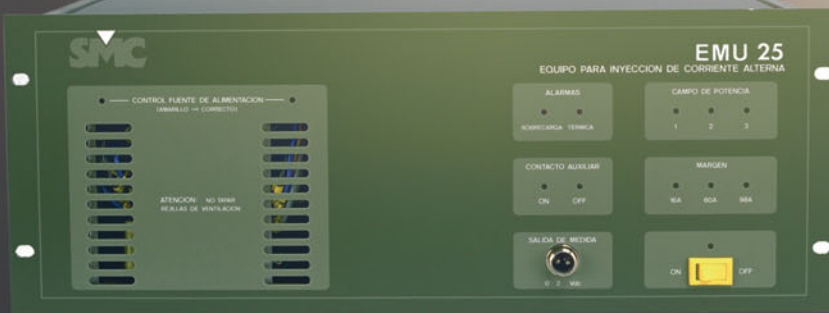 SMC
EMU 25
EQUIPO PARA INYECCION DE CORRIENTE ALTERNA
CONTROL FUENTE DE ALIMENTACION
(AMARILLO = CORRECTO)
ATENCION: NO TAPAR
REJILLAS DE VENTILACION
ALARMAS
SOBRECARGA TERMICA
CAMPO DE POTENCIA
1 2 3
CONTACTO AUXILIAR
ON OFF
MARGEN
16A 60A 98A
SALIDA DE MEDIDA
0 2 Vdc
ON OFF